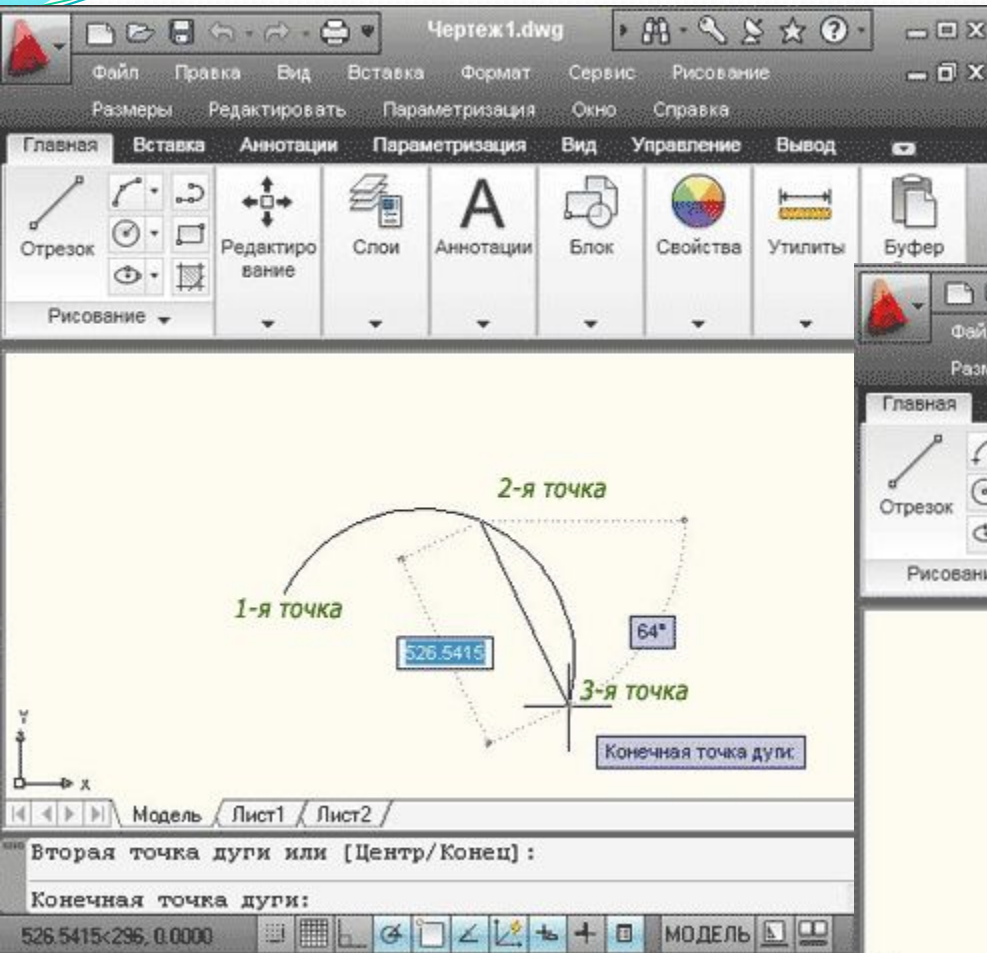 Чертеж1.dwg
Файл Правка Вид Вставка Формат Сервис Рисование
Размеры Редактировать Параметризация Окно Справка
Главная Вставка Аннотации Параметризация Вид Управление Вывод
Отрезок
Редактиро
вание
Слои
Аннотации
Блок
Свойства
Утилиты
Буфер
Рисование
Главная
Отрезок
2-я точка
1-я точка
64°
526.5415
3-я точка
Конечная точка дуги:
Y
X
Модель Лист1 Лист2
Вторая точка дуги или [Центр/Конец]:
Конечная точка дуги:
526.5415<296, 0.0000
МОДЕЛЬ